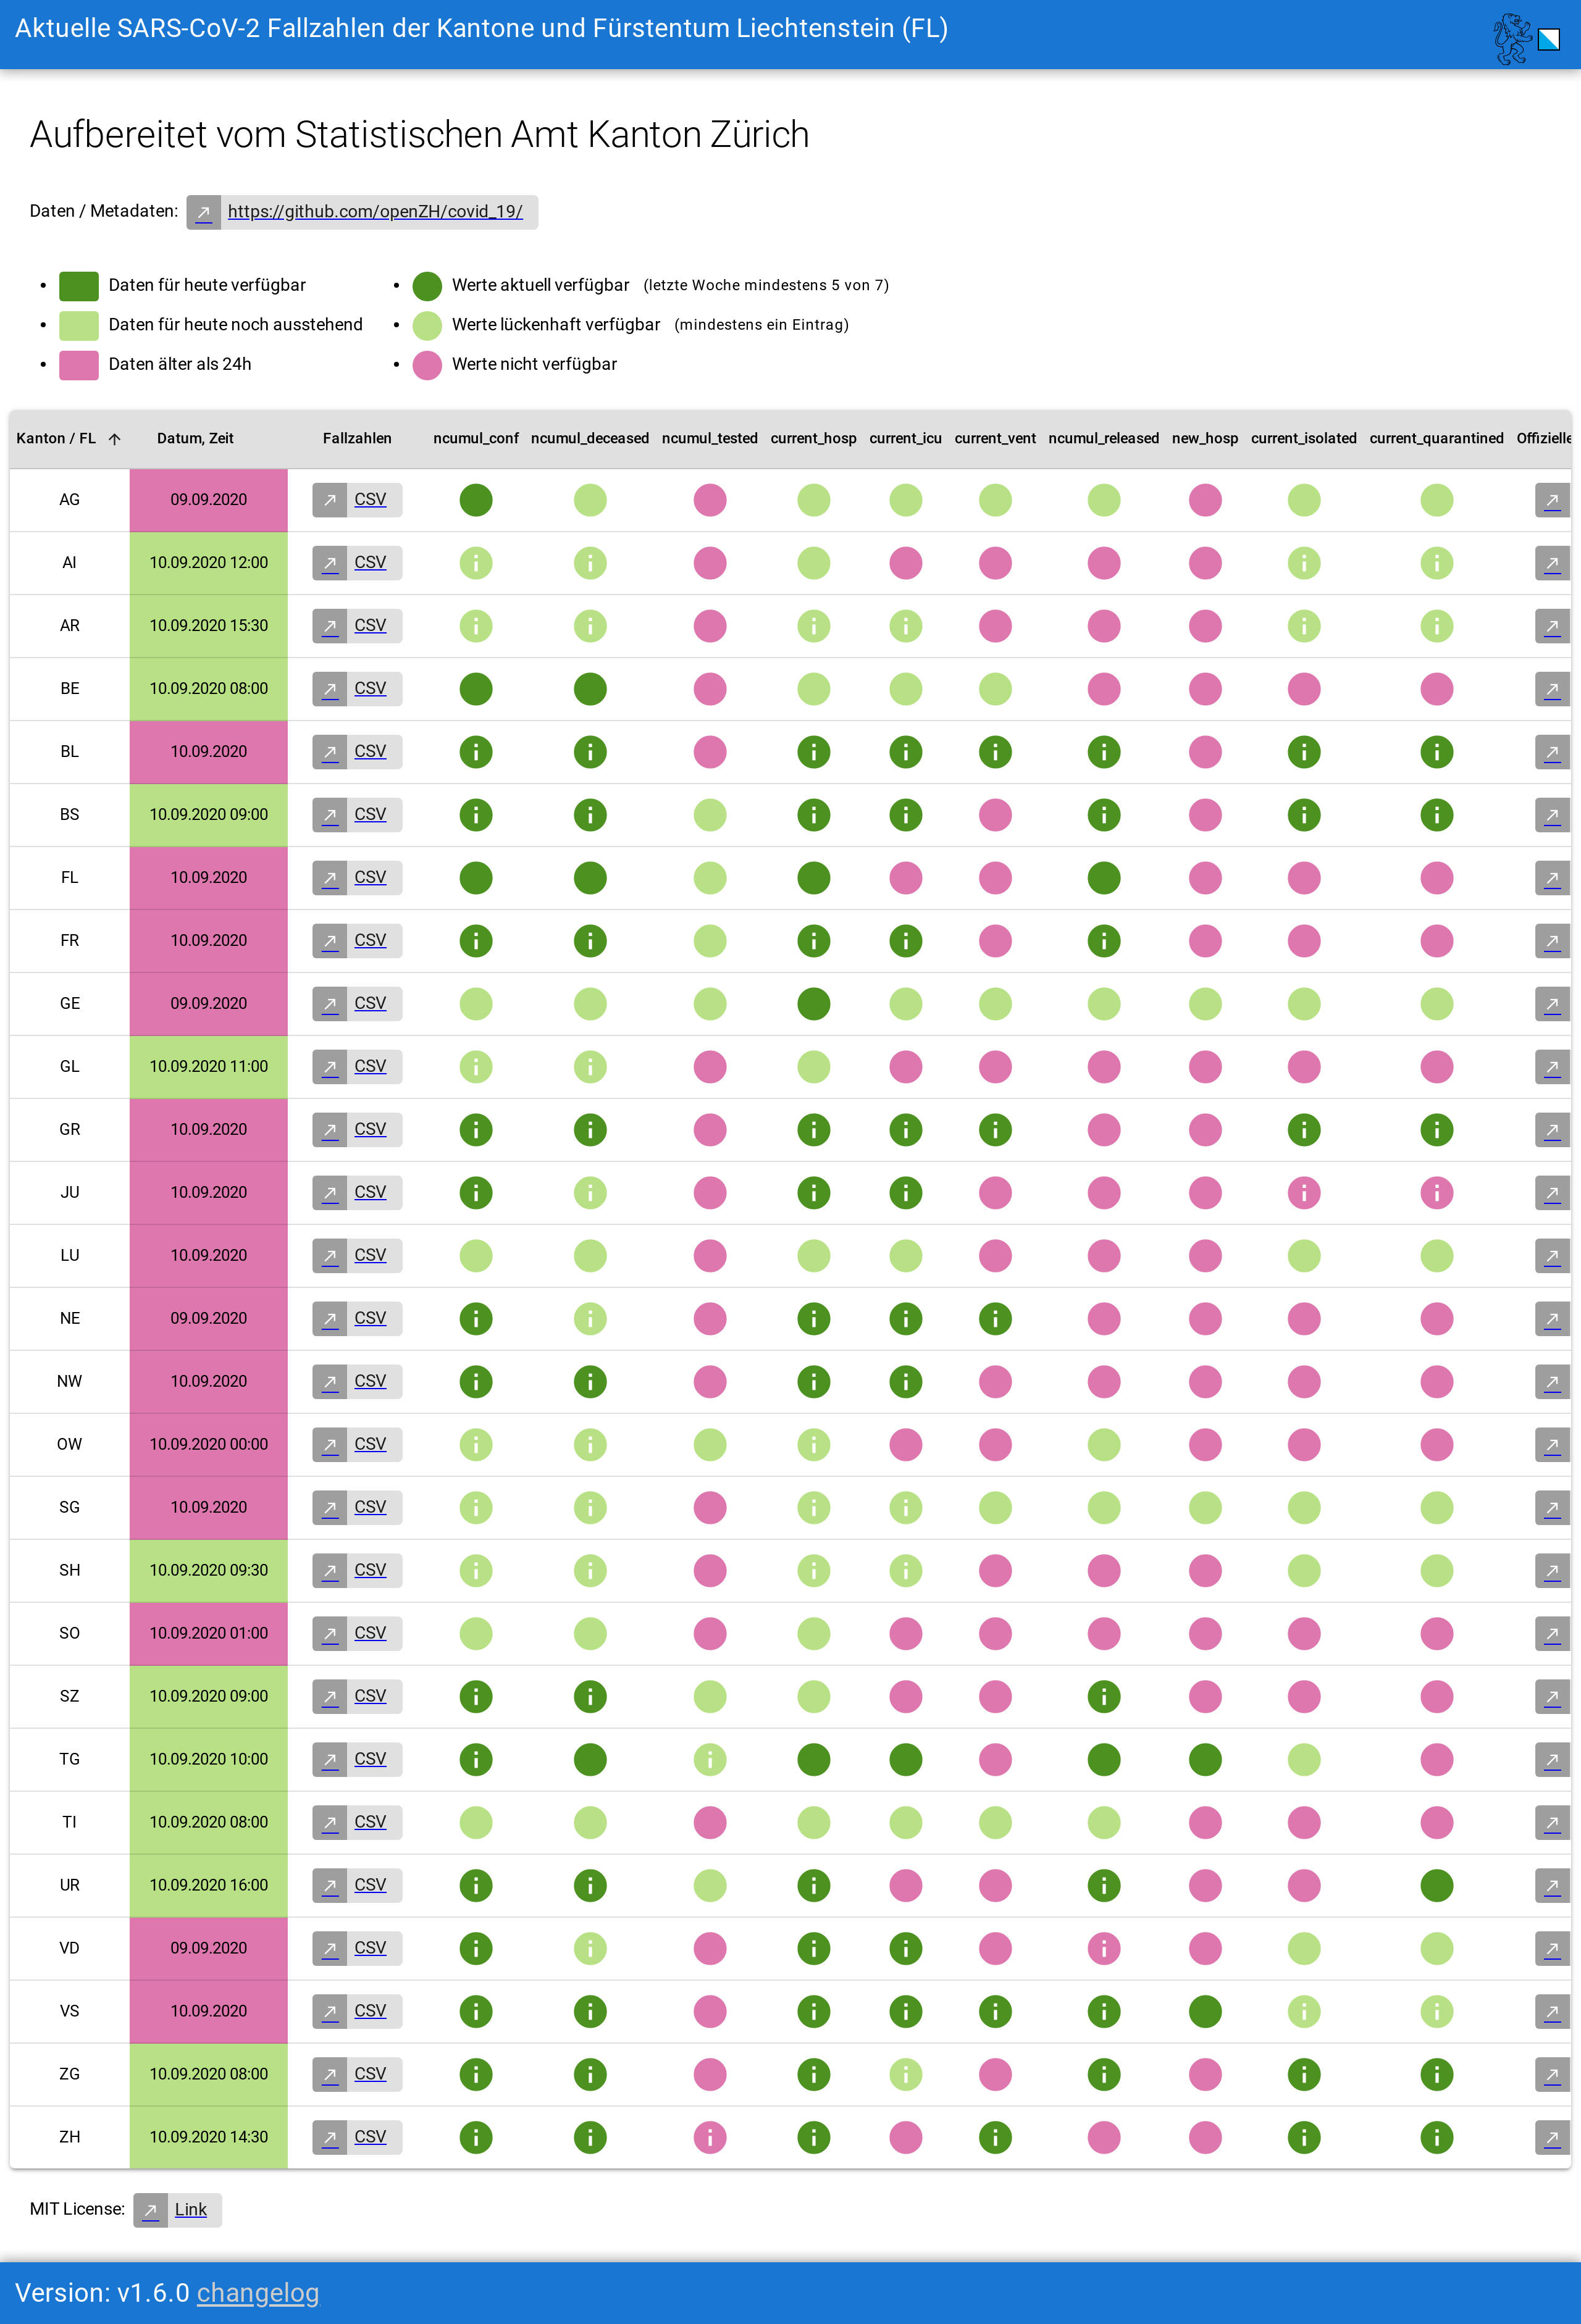 Aktuelle SARS-CoV-2 Fallzahlen der Kantone und Fürstentum Liechtenstein (FL)
Aufbereitet vom Statistischen Amt Kanton Zürich
Daten / Metadaten: https://github.com/openZH/covid_19/
Daten für heute verfügbar
Daten für heute noch ausstehend
Daten älter als 24h
Werte aktuell verfügbar (letzte Woche mindestens 5 von 7)
Werte lückenhaft verfügbar (mindestens ein Eintrag)
Werte nicht verfügbar
Kanton / FL Datum, Zeit Fallzahlen ncumul_conf ncumul_deceased ncumul_tested current_hosp current_icu current_vent ncumul_released new_hosp current_isolated current_quarantined Offizielle
AG 09.09.2020 CSV
AI 10.09.2020 12:00 CSV
AR 10.09.2020 15:30 CSV
BE 10.09.2020 08:00 CSV
BL 10.09.2020 CSV
BS 10.09.2020 09:00 CSV
FL 10.09.2020 CSV
FR 10.09.2020 CSV
GE 09.09.2020 CSV
GL 10.09.2020 11:00 CSV
GR 10.09.2020 CSV
JU 10.09.2020 CSV
LU 10.09.2020 CSV
NE 09.09.2020 CSV
NW 10.09.2020 CSV
OW 10.09.2020 00:00 CSV
SG 10.09.2020 CSV
SH 10.09.2020 09:30 CSV
SO 10.09.2020 01:00 CSV
SZ 10.09.2020 09:00 CSV
TG 10.09.2020 10:00 CSV
TI 10.09.2020 08:00 CSV
UR 10.09.2020 16:00 CSV
VD 09.09.2020 CSV
VS 10.09.2020 CSV
ZG 10.09.2020 08:00 CSV
ZH 10.09.2020 14:30 CSV
MIT License: Link
Version: v1.6.0 changelog